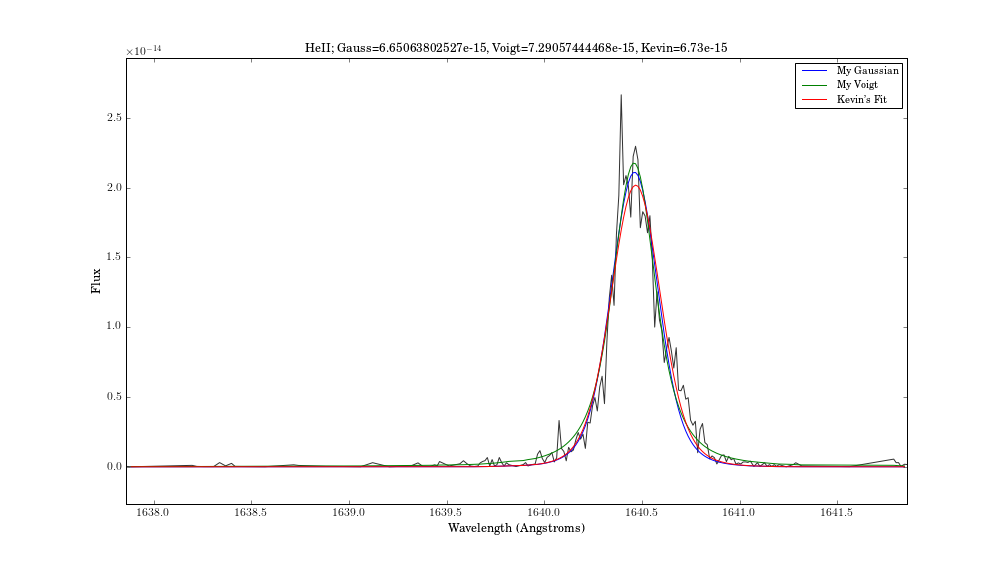 HeII; Gauss=6.65063802527e-15, Voigt=7.29057444468e-15, Kevin=6.73e-15
×10⁻¹⁴
My Gaussian
My Voigt
Kevin's Fit
2.5
2.0
1.5
1.0
0.5
0.0
Flux
1638.0 1638.5 1639.0 1639.5 1640.0 1640.5 1641.0 1641.5
Wavelength (Angstroms)